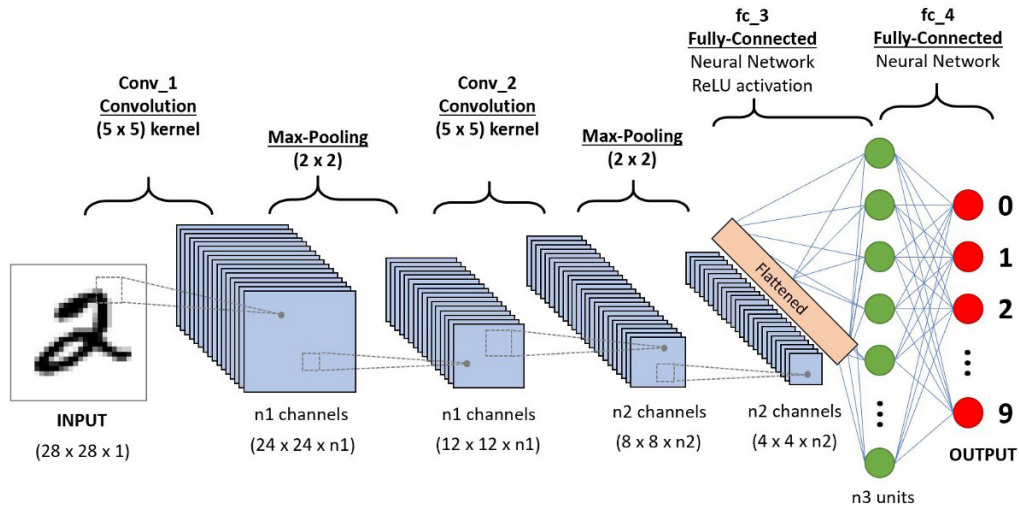 Conv_1
Convolution
(5 x 5) kernel
Max-Pooling
(2 x 2)
Conv_2
Convolution
(5 x 5) kernel
Max-Pooling
(2 x 2)
fc_3
Fully-Connected
Neural Network
ReLU activation
fc_4
Fully-Connected
Neural Network
INPUT
(28 x 28 x 1)
n1 channels
(24 x 24 x n1)
n1 channels
(12 x 12 x n1)
n2 channels
(8 x 8 x n2)
n2 channels
(4 x 4 x n2)
Flattened
n3 units
0
1
2
9
OUTPUT
2